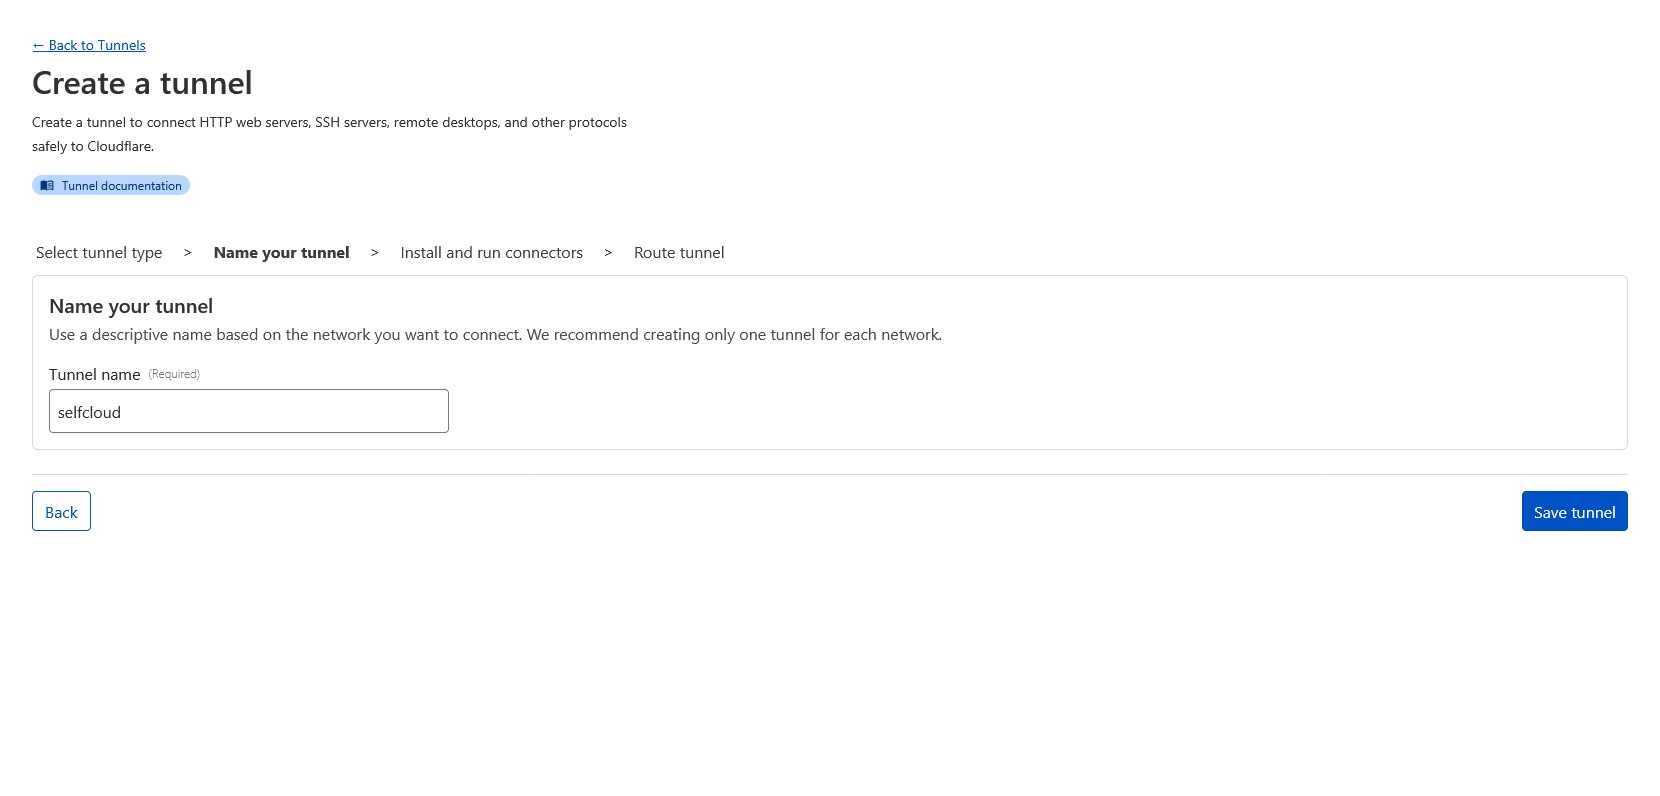 ← Back to Tunnels
Create a tunnel
Create a tunnel to connect HTTP web servers, SSH servers, remote desktops, and other protocols
safely to Cloudflare.
Tunnel documentation
Select tunnel type > Name your tunnel > Install and run connectors > Route tunnel
Name your tunnel
Use a descriptive name based on the network you want to connect. We recommend creating only one tunnel for each network.
Tunnel name (Required)
selfcloud
Back Save tunnel